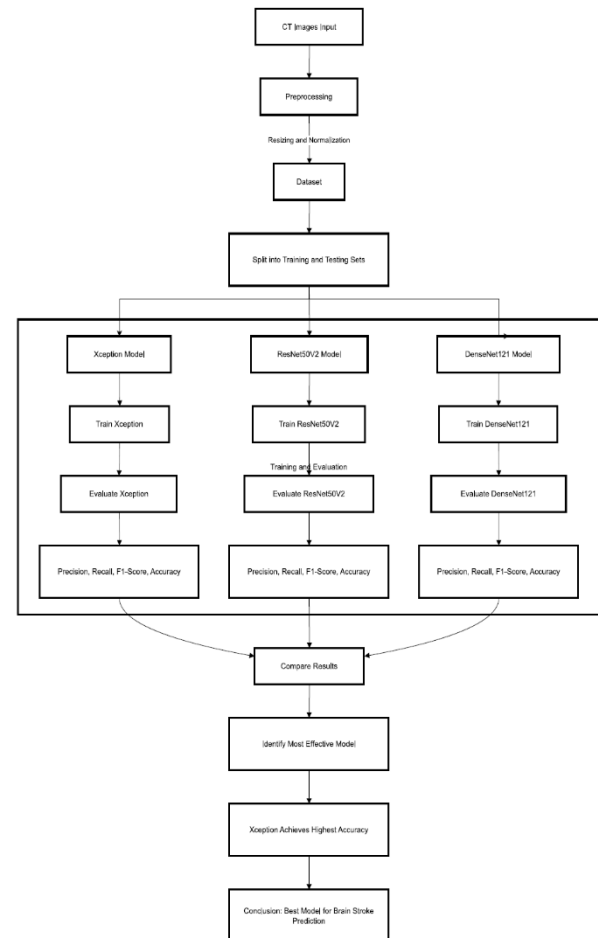 CT Images Input
Preprocessing
Resizing and Normalization
Dataset
Split into Training and Testing Sets
Xception Model
ResNet50V2 Model
DenseNet121 Model
Train Xception
Train ResNet50V2
Train DenseNet121
Training and Evaluation
Evaluate Xception
Evaluate ResNet50V2
Evaluate DenseNet121
Precision, Recall, F1-Score, Accuracy
Precision, Recall, F1-Score, Accuracy
Precision, Recall, F1-Score, Accuracy
Compare Results
Identify Most Effective Model
Xception Achieves Highest Accuracy
Conclusion: Best Model for Brain Stroke
Prediction